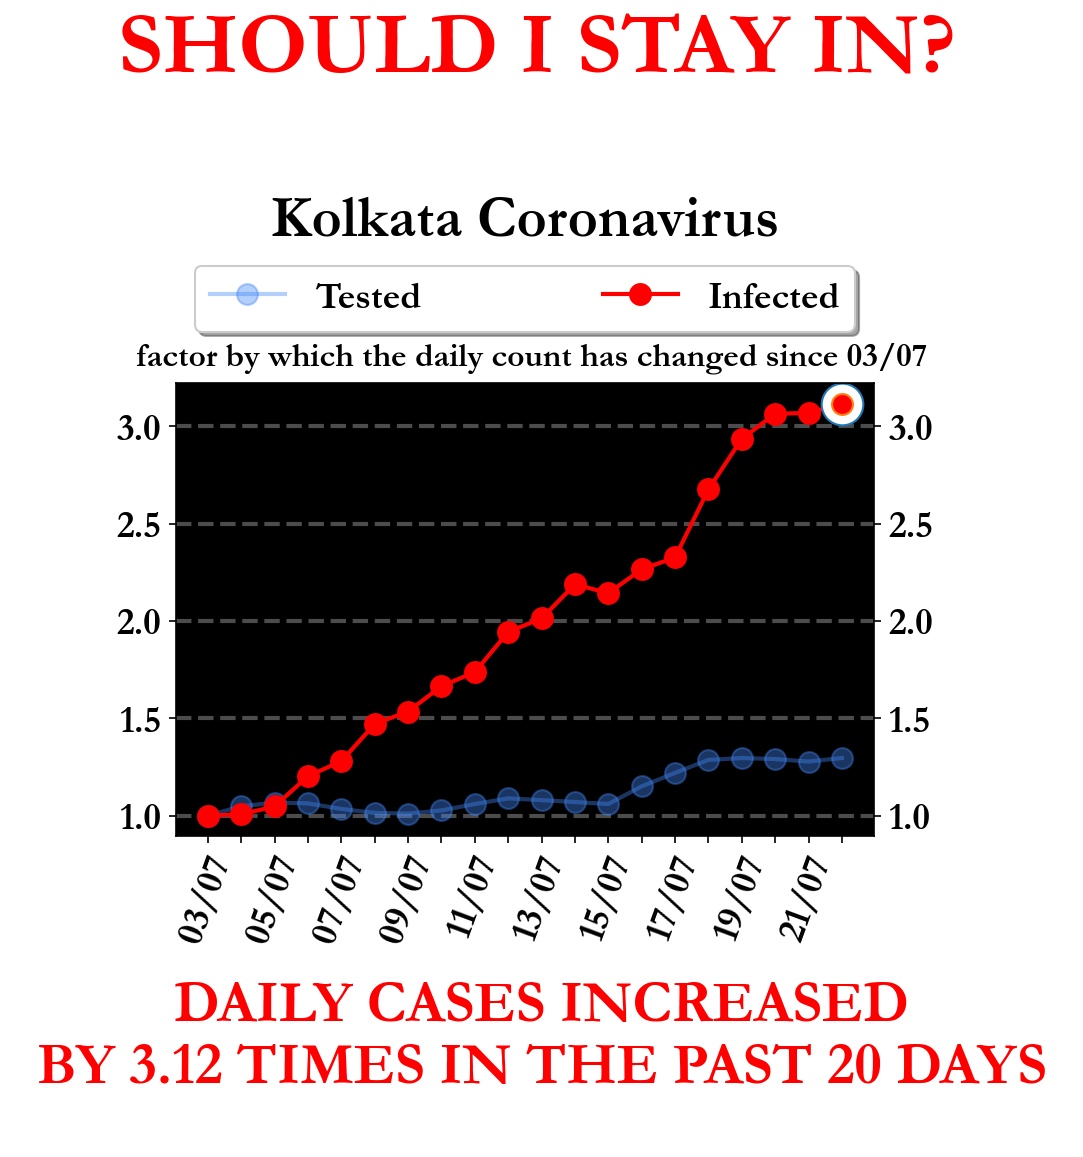 SHOULD I STAY IN?
Kolkata Coronavirus
Tested Infected
factor by which the daily count has changed since 03/07
3.0 3.0
2.5 2.5
2.0 2.0
1.5 1.5
1.0 1.0
03/07 05/07 07/07 09/07 11/07 13/07 15/07 17/07 19/07 21/07
DAILY CASES INCREASED
BY 3.12 TIMES IN THE PAST 20 DAYS